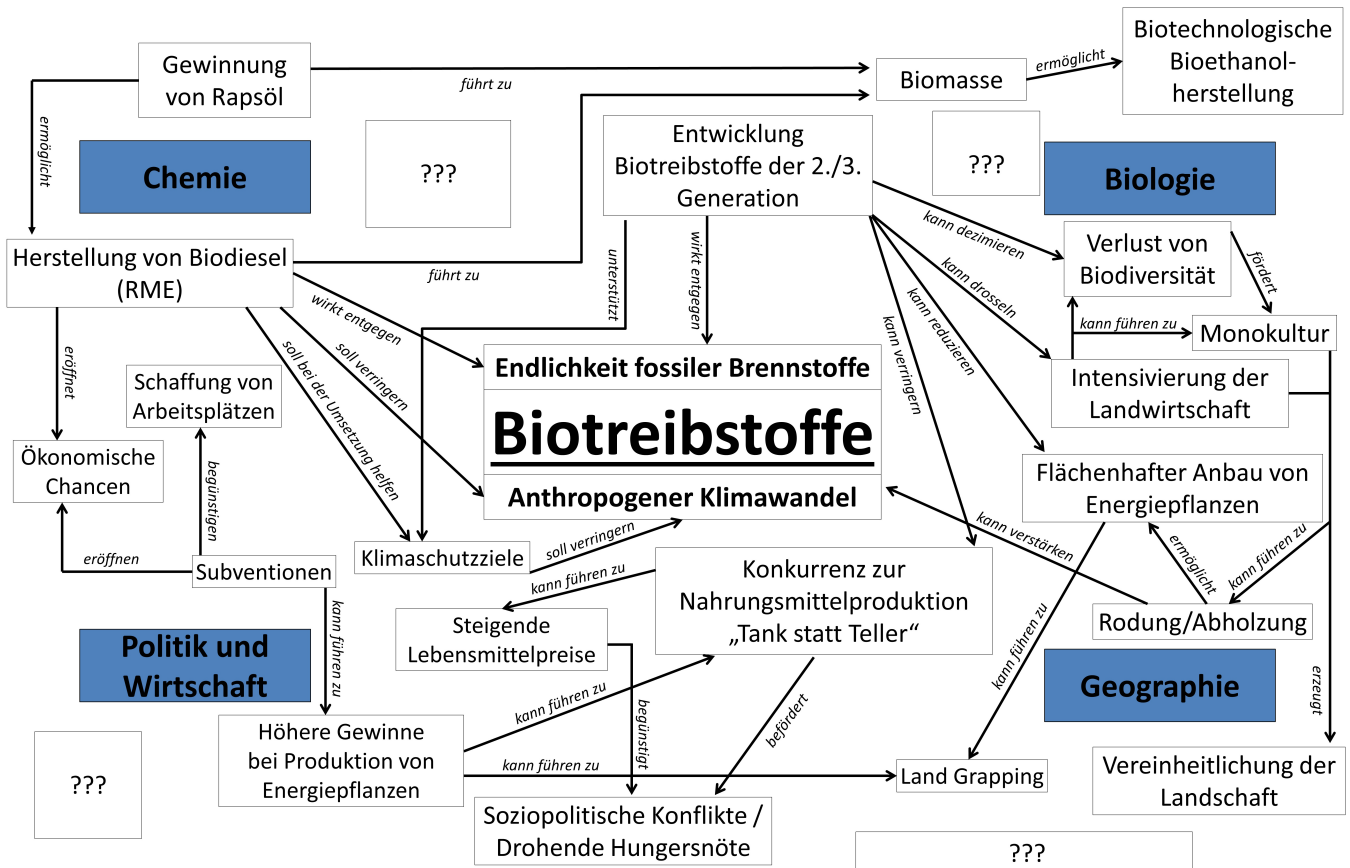 Gewinnung
von Rapsöl
führt zu
Biomasse
ermöglicht
Biotechnologische
Bioethanol-
herstellung
ermöglicht
Chemie
???
Entwicklung
Biotreibstoffe der 2./3.
Generation
???
Biologie
Herstellung von Biodiesel
(RME)
führt zu
unterstützt
wirkt entgegen
kann dezimieren
kann drosseln
kann reduzieren
kann verringern
Verlust von
Biodiversität
fördert
kann führen zu
Monokultur
wirkt entgegen
soll verringern
soll bei der Umsetzung helfen
eröffnet
Schaffung von
Arbeitsplätzen
Endlichkeit fossiler Brennstoffe
Biotreibstoffe
Anthropogener Klimawandel
Intensivierung der
Landwirtschaft
Ökonomische
Chancen
begünstigen
Flächenhafter Anbau von
Energiepflanzen
eröffnen
Subventionen
Klimaschutzziele
soll verringern
kann verstärken
ermöglicht
kann führen zu
kann führen zu
Konkurrenz zur
Nahrungsmittelproduktion
„Tank statt Teller“
kann führen zu
Steigende
Lebensmittelpreise
Rodung/Abholzung
Politik und
Wirtschaft
kann führen zu
kann führen zu
Geographie
erzeugt
Höhere Gewinne
bei Produktion von
Energiepflanzen
kann führen zu
begünstigt
befördert
kann führen zu
Land Grapping
Vereinheitlichung der
Landschaft
???
Soziopolitische Konflikte /
Drohende Hungersnöte
???